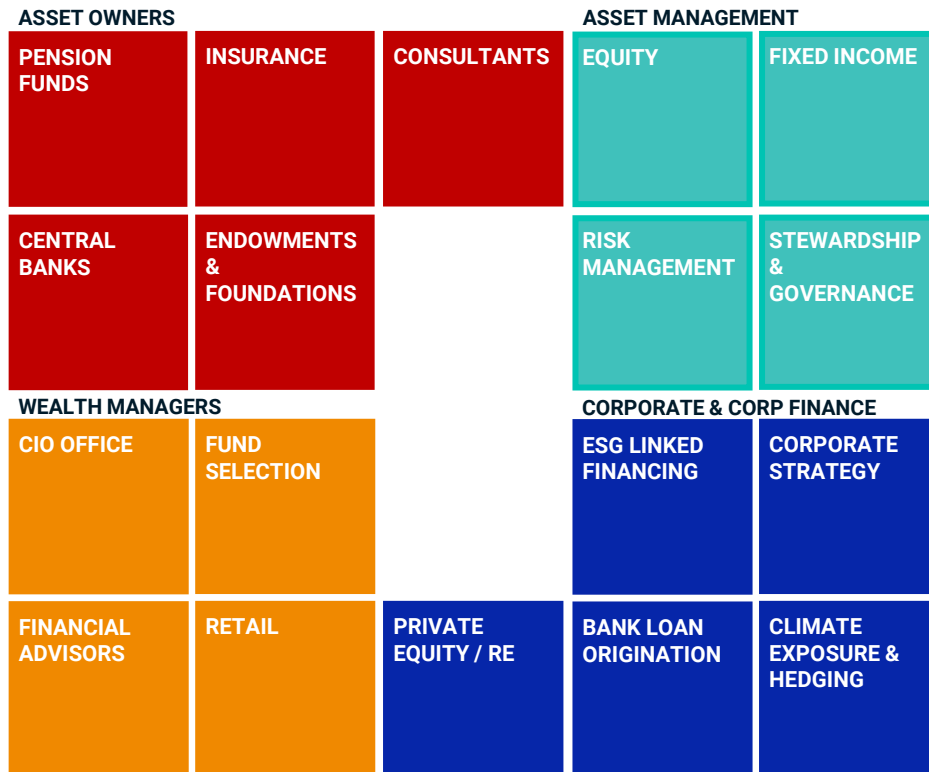 ASSET OWNERS
PENSION
FUNDS
INSURANCE
CONSULTANTS
CENTRAL
BANKS
ENDOWMENTS
&
FOUNDATIONS
ASSET MANAGEMENT
EQUITY
FIXED INCOME
RISK
MANAGEMENT
STEWARDSHIP
&
GOVERNANCE
WEALTH MANAGERS
CIO OFFICE
FUND
SELECTION
FINANCIAL
ADVISORS
RETAIL
CORPORATE & CORP FINANCE
ESG LINKED
FINANCING
CORPORATE
STRATEGY
PRIVATE
EQUITY / RE
BANK LOAN
ORIGINATION
CLIMATE
EXPOSURE &
HEDGING